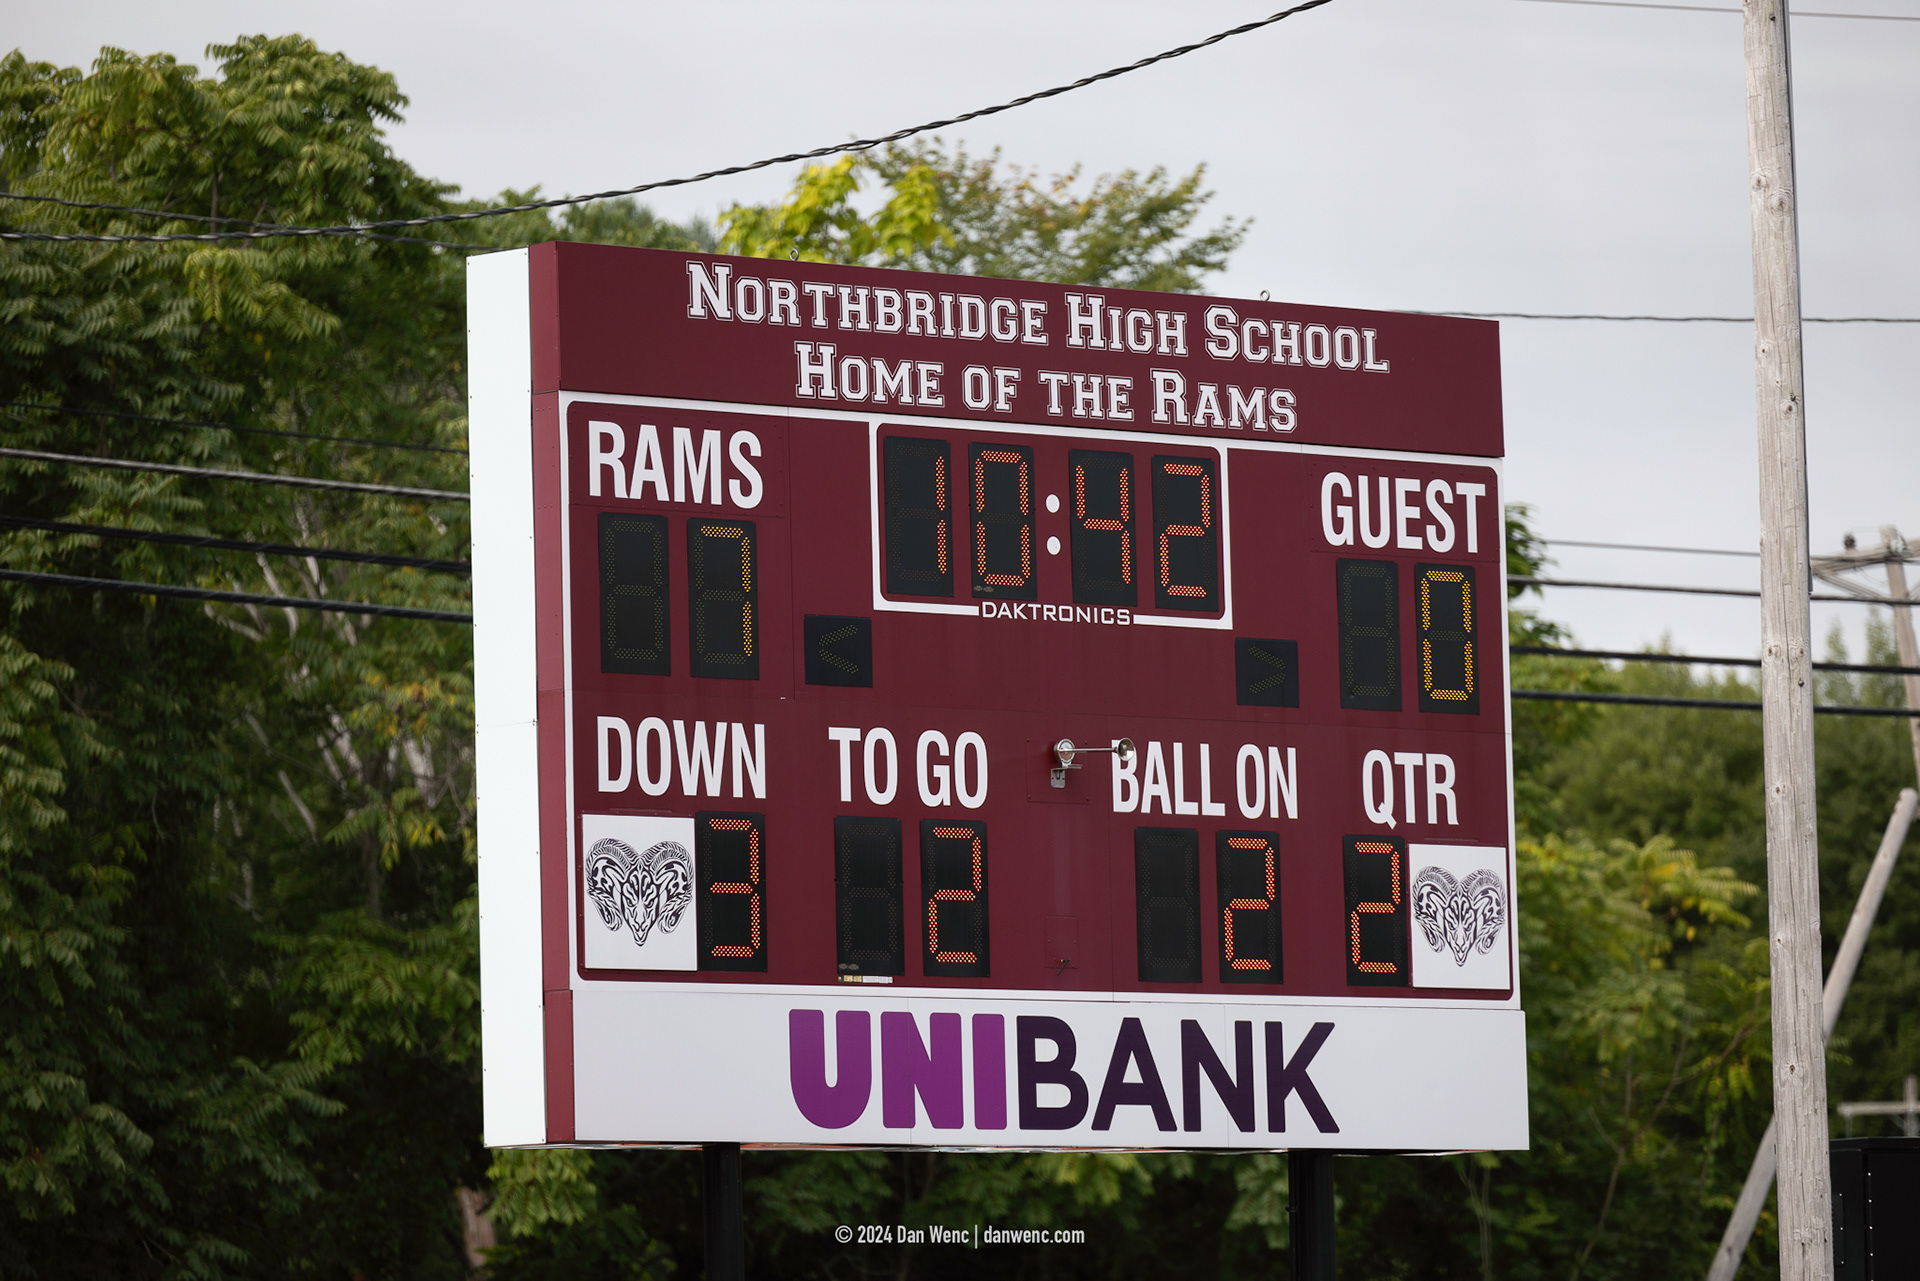 NORTHBRIDGE HIGH SCHOOL
HOME OF THE RAMS
RAMS 10:42 GUEST
7 0
DAKTRONICS
< >
DOWN TO GO BALL ON QTR
3 2 2 2
UNIBANK
© 2024 Dan Wenc | danwenc.com